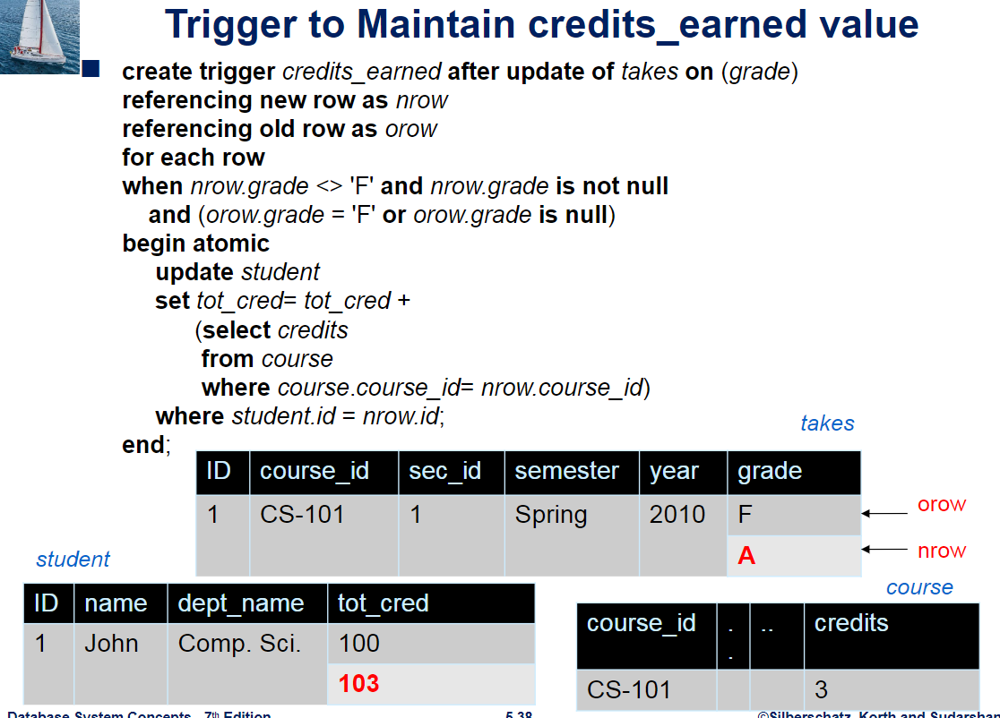 Trigger to Maintain credits_earned value
create trigger credits_earned after update of takes on (grade)
referencing new row as nrow
referencing old row as orow
for each row
when nrow.grade <> 'F' and nrow.grade is not null
and (orow.grade = 'F' or orow.grade is null)
begin atomic
update student
set tot_cred= tot_cred +
(select credits
from course
where course.course_id= nrow.course_id)
where student.id = nrow.id;
end;
takes
ID course_id sec_id semester year grade
1 CS-101 1 Spring 2010 F
orow
A
nrow
student
ID name dept_name tot_cred
1 John Comp. Sci. 100
103
course
course_id . .. credits
.
CS-101 3
Database System Concepts - 7th Edition 5.38 ©Silberschatz, Korth and Sudarshan